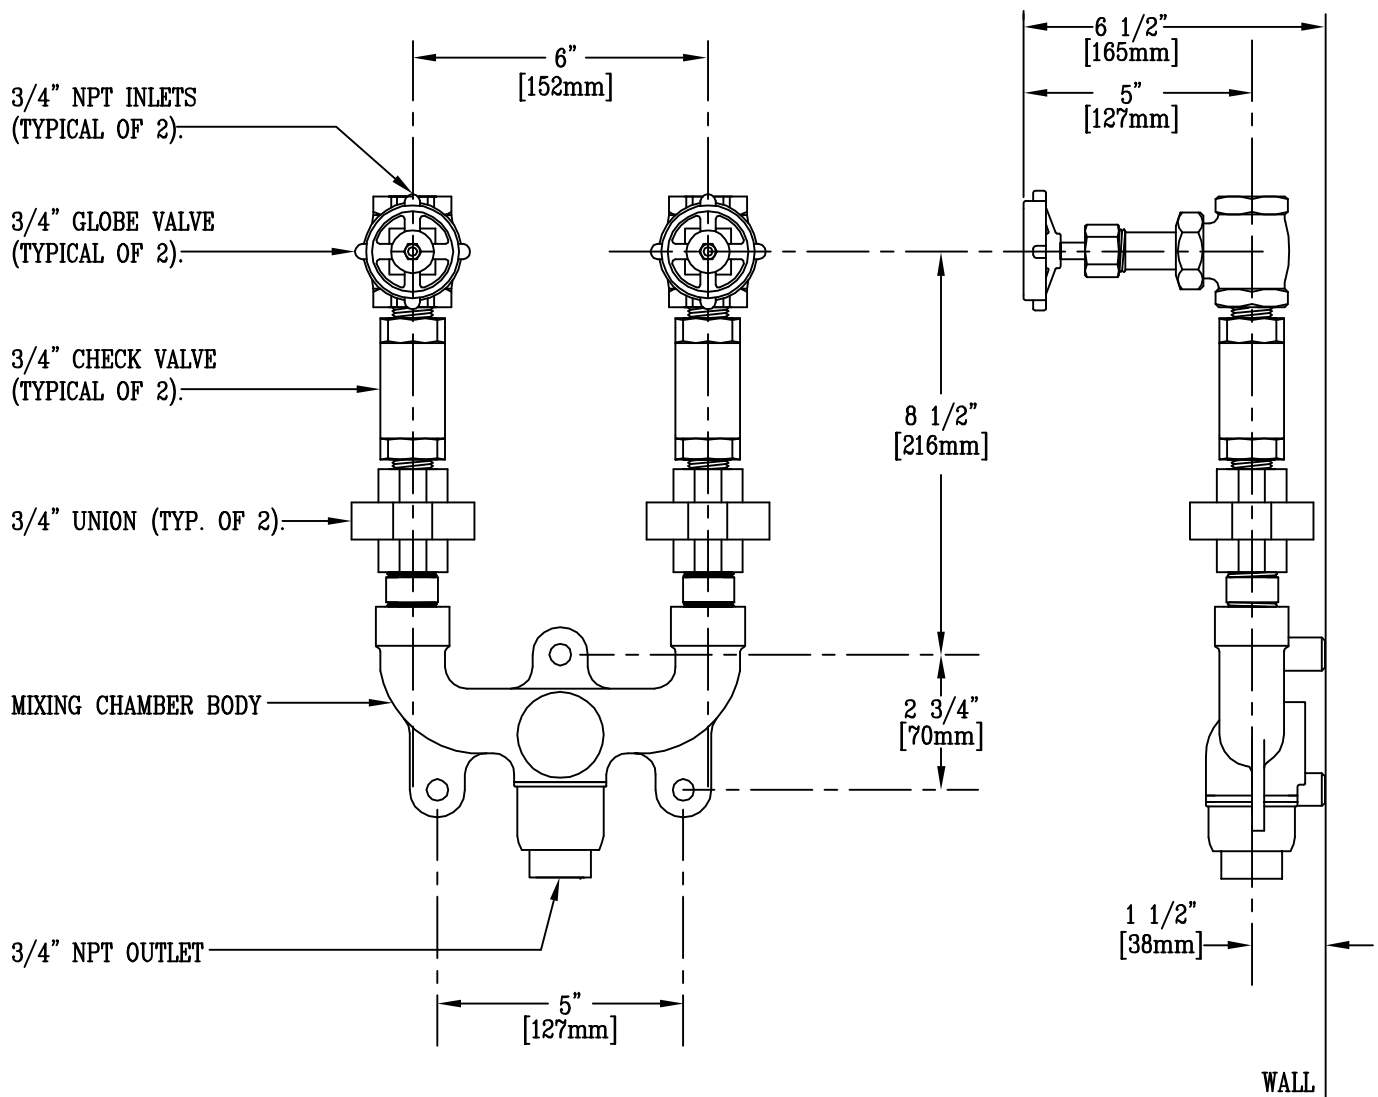 6"
[152mm]
6 1/2"
[165mm]
5"
[127mm]
3/4" NPT INLETS
(TYPICAL OF 2).
3/4" GLOBE VALVE
(TYPICAL OF 2).
3/4" CHECK VALVE
(TYPICAL OF 2).
8 1/2"
[216mm]
3/4" UNION (TYP. OF 2).
MIXING CHAMBER BODY
2 3/4"
[70mm]
3/4" NPT OUTLET
1 1/2"
[38mm]
5"
[127mm]
WALL